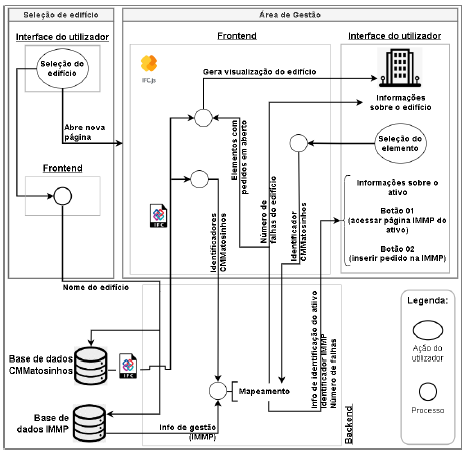 Seleção de edifício
Área de Gestão
Interface do utilizador
Frontend
Interface do utilizador
Seleção do
edifício
IFC.js
Gera visualização do edifício
Informações
sobre o edifício
Abre nova
página
Elementos com
pedidos em aberto
Seleção do
elemento
Frontend
IFC
Identificadores
CMMatosinhos
Número de
falhas do edifício
Identificador
CMMatosinhos
Informações sobre o
ativo
Botão 01
(acessar página IMMP do
ativo)
Botão 02
(inserir pedido na IMMP)
Nome do edifício
Base de dados
CMMatosinhos
IFC
Mapeamento
Info de identificação do ativo
Identificador IMMP
Número de falhas
Base de
dados IMMP
Info de gestão
(IMMP)
Backend
Legenda:
Ação do
utilizador
Processo